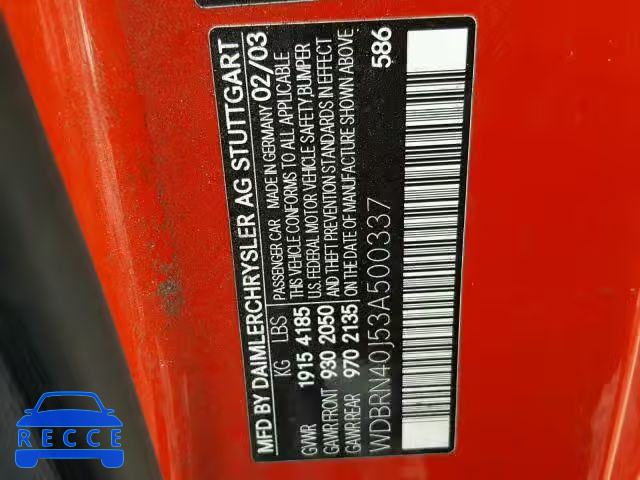 MFD BY DAIMLERCHRYSLER AG STUTTGART
PASSENGER CAR MADE IN GERMANY 02/03
KG LBS THIS VEHICLE CONFORMS TO ALL APPLICABLE
GVWR 1915 4185 U.S. FEDERAL MOTOR VEHICLE SAFETY, BUMPER
GAWR FRONT 930 2050 AND THEFT PREVENTION STANDARDS IN EFFECT
GAWR REAR 970 2135 ON THE DATE OF MANUFACTURE SHOWN ABOVE
586
WDBRN40J53A500337
RECCE